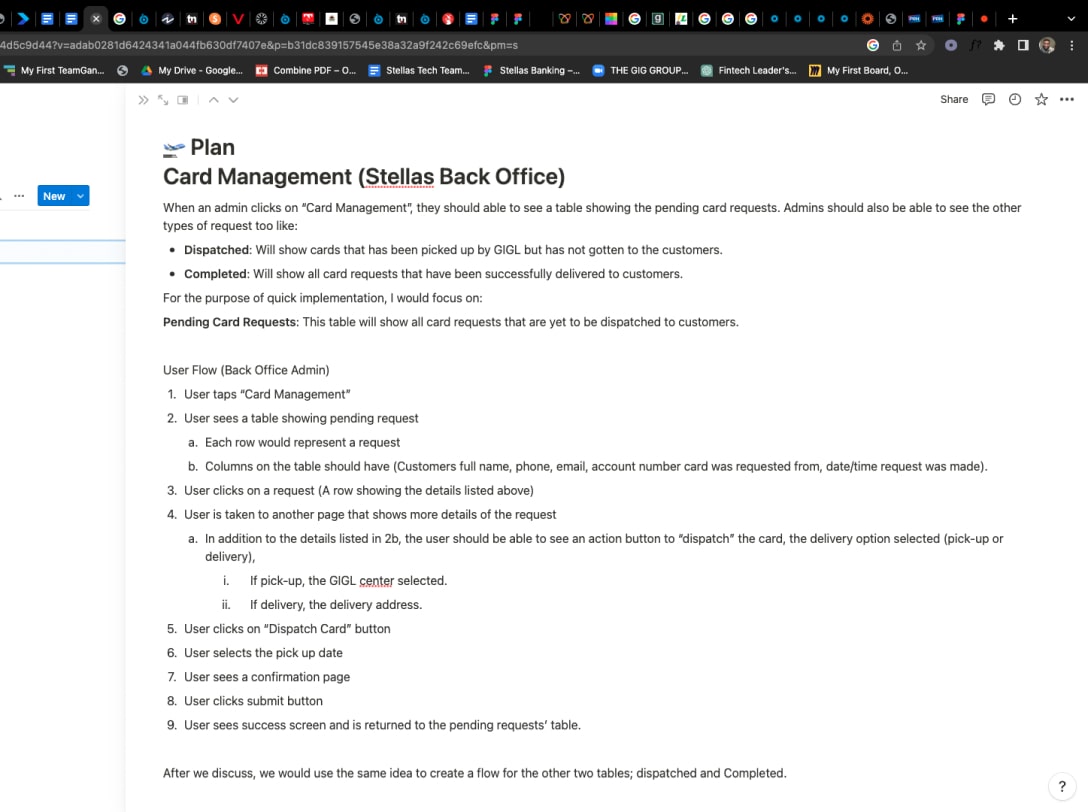 4d5c9d44?v=adab0281d6424341a044fb630df7407e&p=b31dc839157545e38a32a9f242c69efc&pm=s
My First TeamGan...
My Drive - Google...
Combine PDF – O...
Stellas Tech Team...
Stellas Banking –...
THE GIG GROUP...
Fintech Leader's...
My First Board, O...
Share
New
Plan
Card Management (Stellas Back Office)
When an admin clicks on “Card Management”, they should able to see a table showing the pending card requests. Admins should also be able to see the other
types of request too like:
• Dispatched: Will show cards that has been picked up by GIGL but has not gotten to the customers.
• Completed: Will show all card requests that have been successfully delivered to customers.
For the purpose of quick implementation, I would focus on:
Pending Card Requests: This table will show all card requests that are yet to be dispatched to customers.
User Flow (Back Office Admin)
1. User taps “Card Management”
2. User sees a table showing pending request
a. Each row would represent a request
b. Columns on the table should have (Customers full name, phone, email, account number card was requested from, date/time request was made).
3. User clicks on a request (A row showing the details listed above)
4. User is taken to another page that shows more details of the request
a. In addition to the details listed in 2b, the user should be able to see an action button to “dispatch” the card, the delivery option selected (pick-up or
delivery),
i. If pick-up, the GIGL center selected.
ii. If delivery, the delivery address.
5. User clicks on “Dispatch Card” button
6. User selects the pick up date
7. User sees a confirmation page
8. User clicks submit button
9. User sees success screen and is returned to the pending requests’ table.
After we discuss, we would use the same idea to create a flow for the other two tables; dispatched and Completed.
?